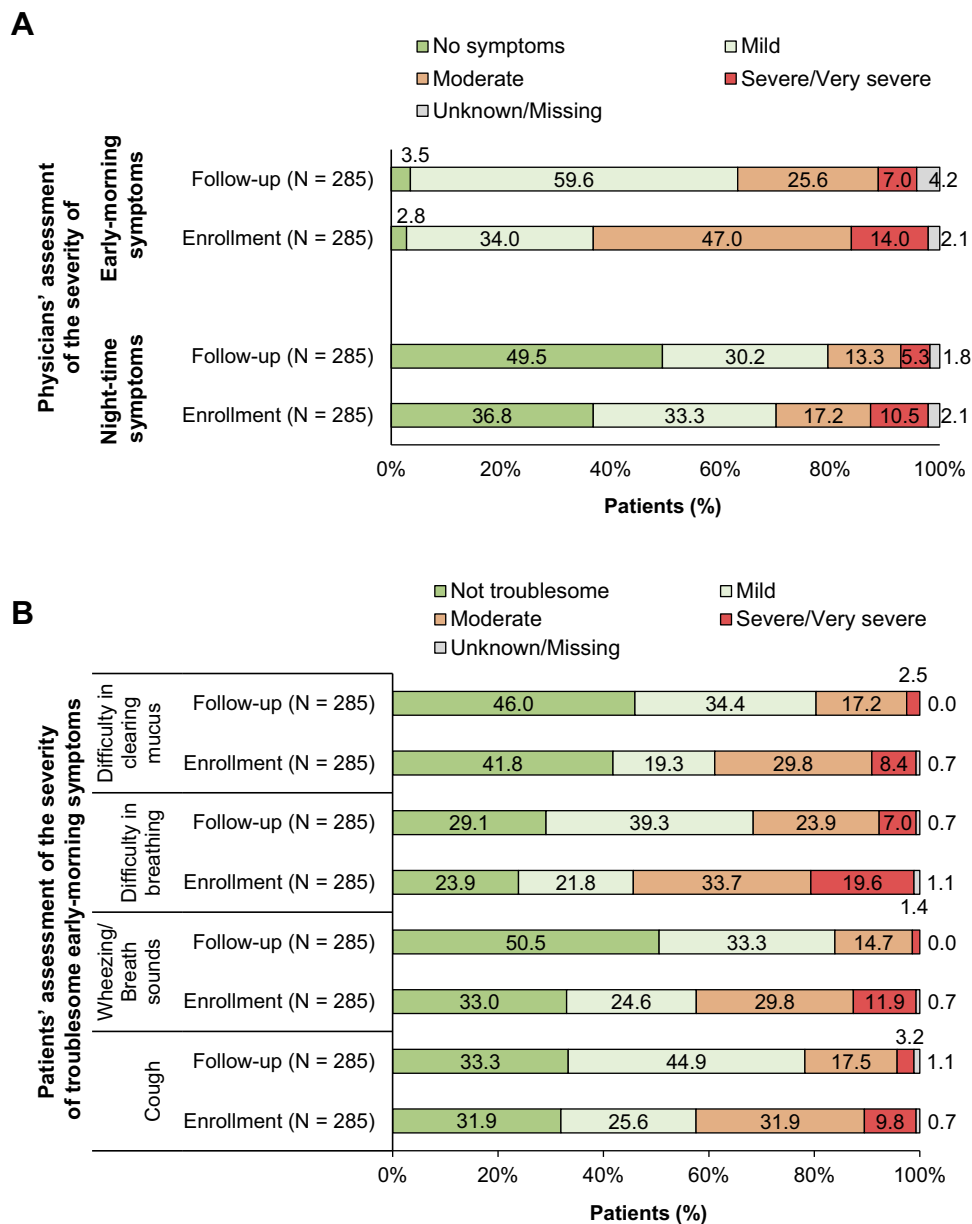 A
No symptoms
Mild
Moderate
Severe/Very severe
Unknown/Missing
Physicians’ assessment
of the severity of
Early-morning
symptoms
3.5
Follow-up (N = 285)
59.6
25.6
7.0
4.2
2.8
Enrollment (N = 285)
34.0
47.0
14.0
2.1
Night-time
symptoms
Follow-up (N = 285)
49.5
30.2
13.3
5.3
1.8
Enrollment (N = 285)
36.8
33.3
17.2
10.5
2.1
0%
20%
40%
60%
80%
100%
Patients (%)
B
Not troublesome
Mild
Moderate
Severe/Very severe
Unknown/Missing
Patients’ assessment of the severity
of troublesome early-morning symptoms
Difficulty in
clearing
mucus
2.5
Follow-up (N = 285)
46.0
34.4
17.2
0.0
Enrollment (N = 285)
41.8
19.3
29.8
8.4
0.7
Difficulty in
breathing
Follow-up (N = 285)
29.1
39.3
23.9
7.0
0.7
Enrollment (N = 285)
23.9
21.8
33.7
19.6
1.1
Wheezing/
Breath
sounds
1.4
Follow-up (N = 285)
50.5
33.3
14.7
0.0
Enrollment (N = 285)
33.0
24.6
29.8
11.9
0.7
Cough
3.2
Follow-up (N = 285)
33.3
44.9
17.5
1.1
Enrollment (N = 285)
31.9
25.6
31.9
9.8
0.7
0%
20%
40%
60%
80%
100%
Patients (%)